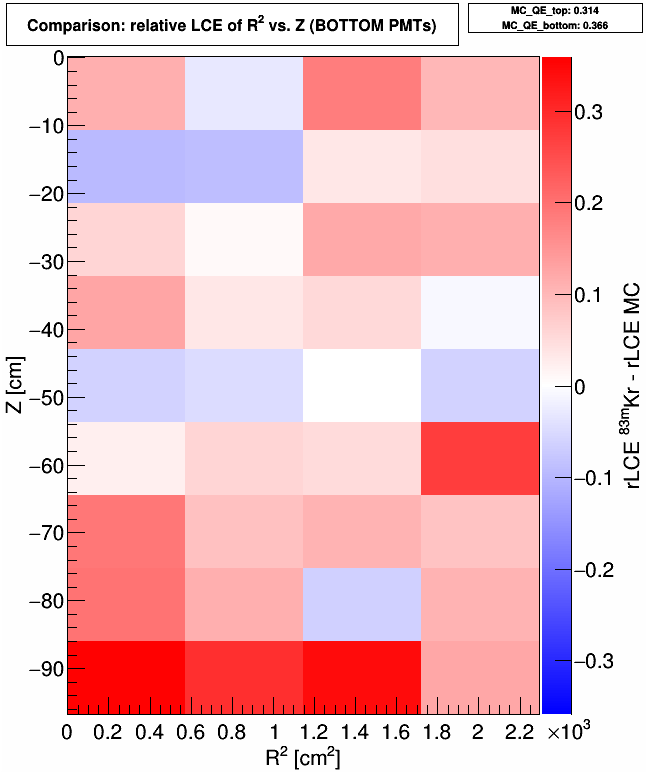 Comparison: relative LCE of R² vs. Z (BOTTOM PMTs)
MC_QE_top: 0.314
MC_QE_bottom: 0.366
0
−10
−20
−30
−40
−50
−60
−70
−80
−90
Z [cm]
0 0.2 0.4 0.6 0.8 1 1.2 1.4 1.6 1.8 2 2.2 ×10³
R² [cm²]
0.3
0.2
0.1
0
−0.1
−0.2
−0.3
rLCE ⁸³ᵐKr - rLCE MC